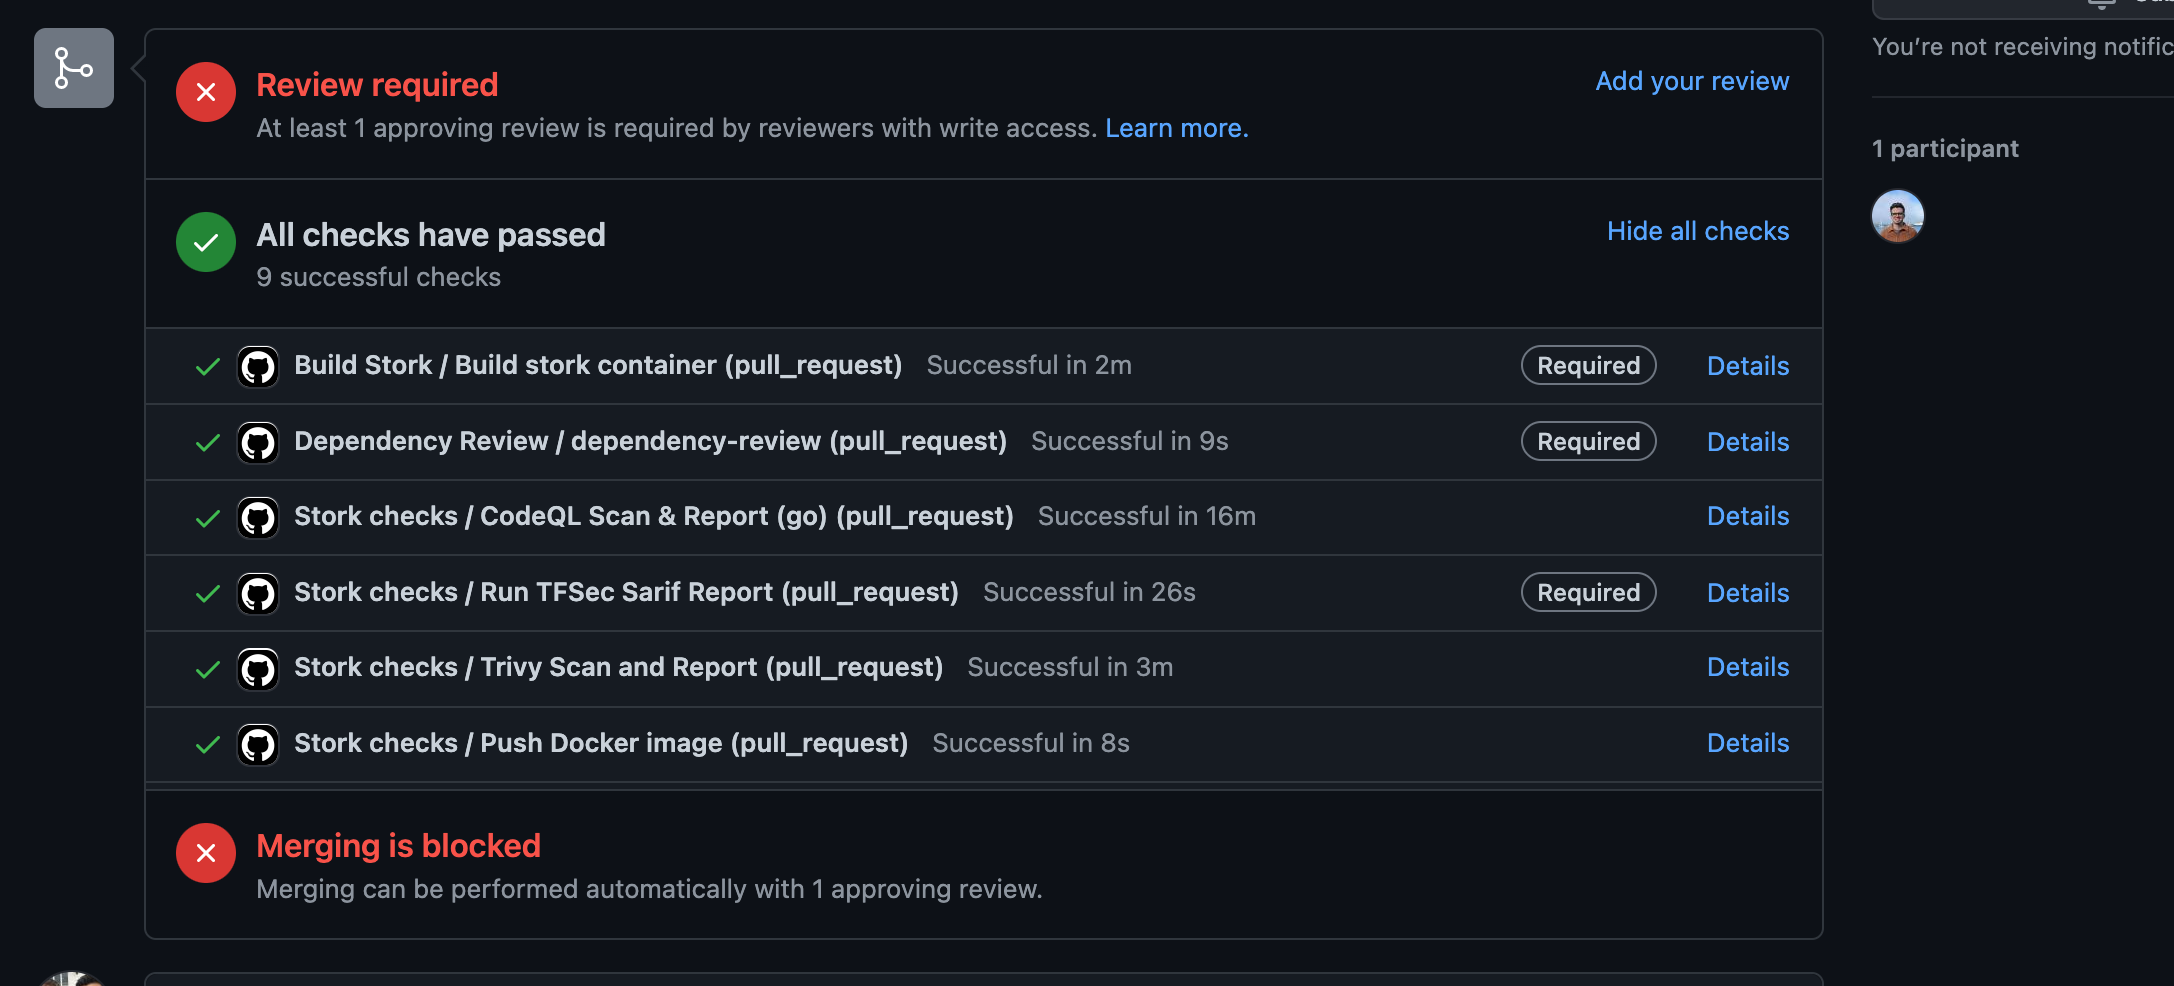 Review required
Add your review
At least 1 approving review is required by reviewers with write access. Learn more.
All checks have passed
Hide all checks
9 successful checks
Build Stork / Build stork container (pull_request) Successful in 2m Required Details
Dependency Review / dependency-review (pull_request) Successful in 9s Required Details
Stork checks / CodeQL Scan & Report (go) (pull_request) Successful in 16m Details
Stork checks / Run TFSec Sarif Report (pull_request) Successful in 26s Required Details
Stork checks / Trivy Scan and Report (pull_request) Successful in 3m Details
Stork checks / Push Docker image (pull_request) Successful in 8s Details
Merging is blocked
Merging can be performed automatically with 1 approving review.
You’re not receiving
1 participant